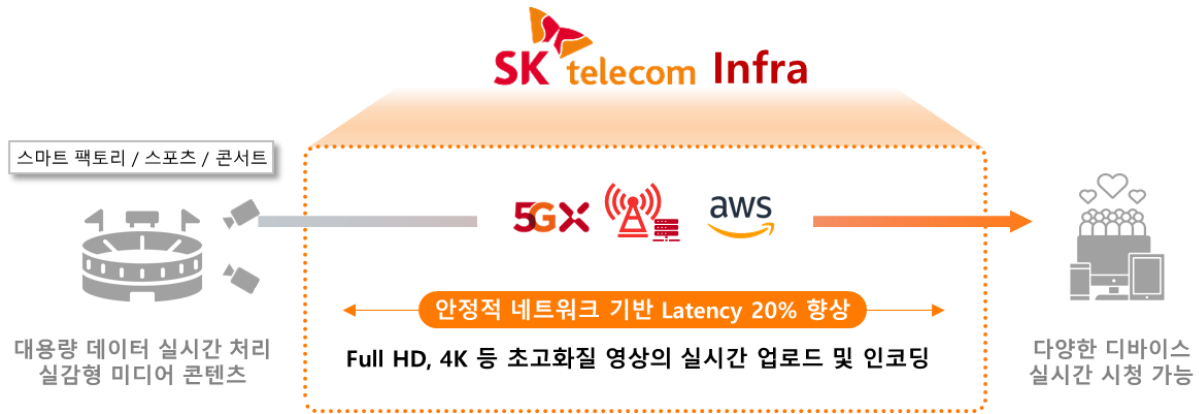 SK telecom Infra
스마트 팩토리 / 스포츠 / 콘서트
5GX
aws
안정적 네트워크 기반 Latency 20% 향상
대용량 데이터 실시간 처리
실감형 미디어 콘텐츠
Full HD, 4K 등 초고화질 영상의 실시간 업로드 및 인코딩
다양한 디바이스
실시간 시청 가능